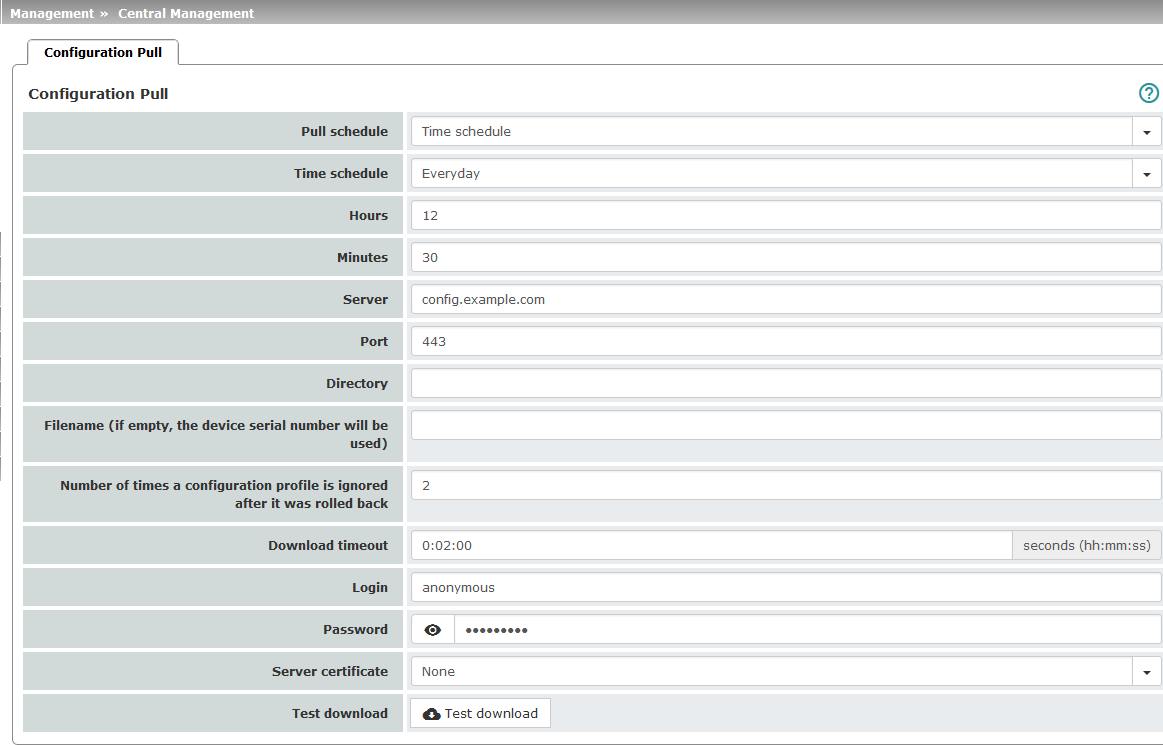 Management » Central Management
Configuration Pull
Configuration Pull
Pull schedule Time schedule
Time schedule Everyday
Hours 12
Minutes 30
Server config.example.com
Port 443
Directory
Filename (if empty, the device serial number will be
used)
Number of times a configuration profile is ignored 2
after it was rolled back
Download timeout 0:02:00 seconds (hh:mm:ss)
Login anonymous
Password •••••••••
Server certificate None
Test download Test download